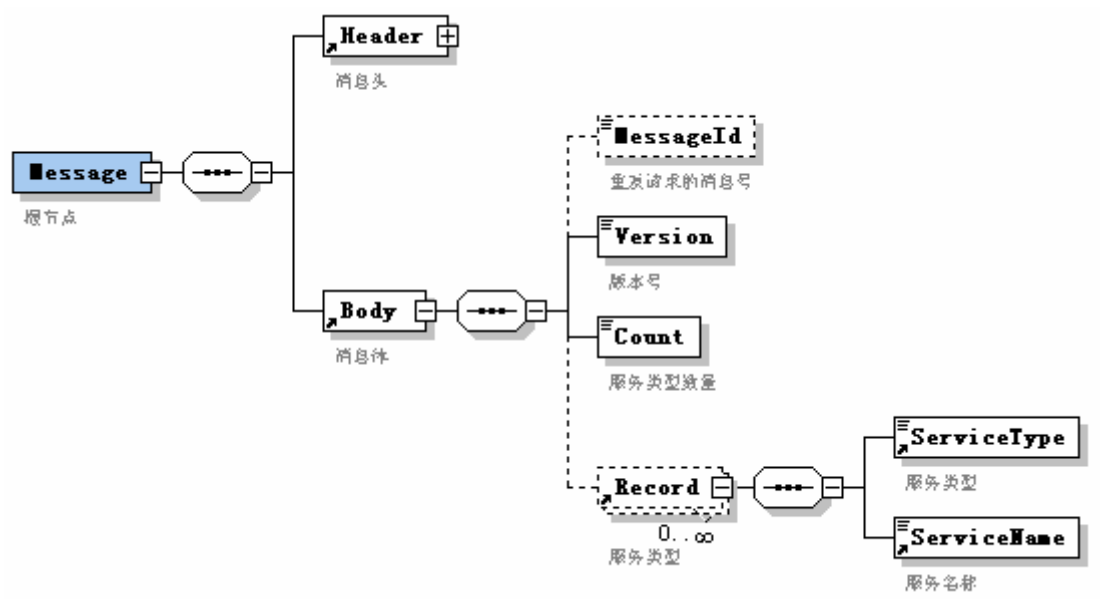 Header
消息头
MessageId
重发请求的消息号
Message
根节点
Version
版本号
Body
消息体
Count
服务类型数量
ServiceType
服务类型
Record
0..∞
服务类型
ServiceName
服务名称